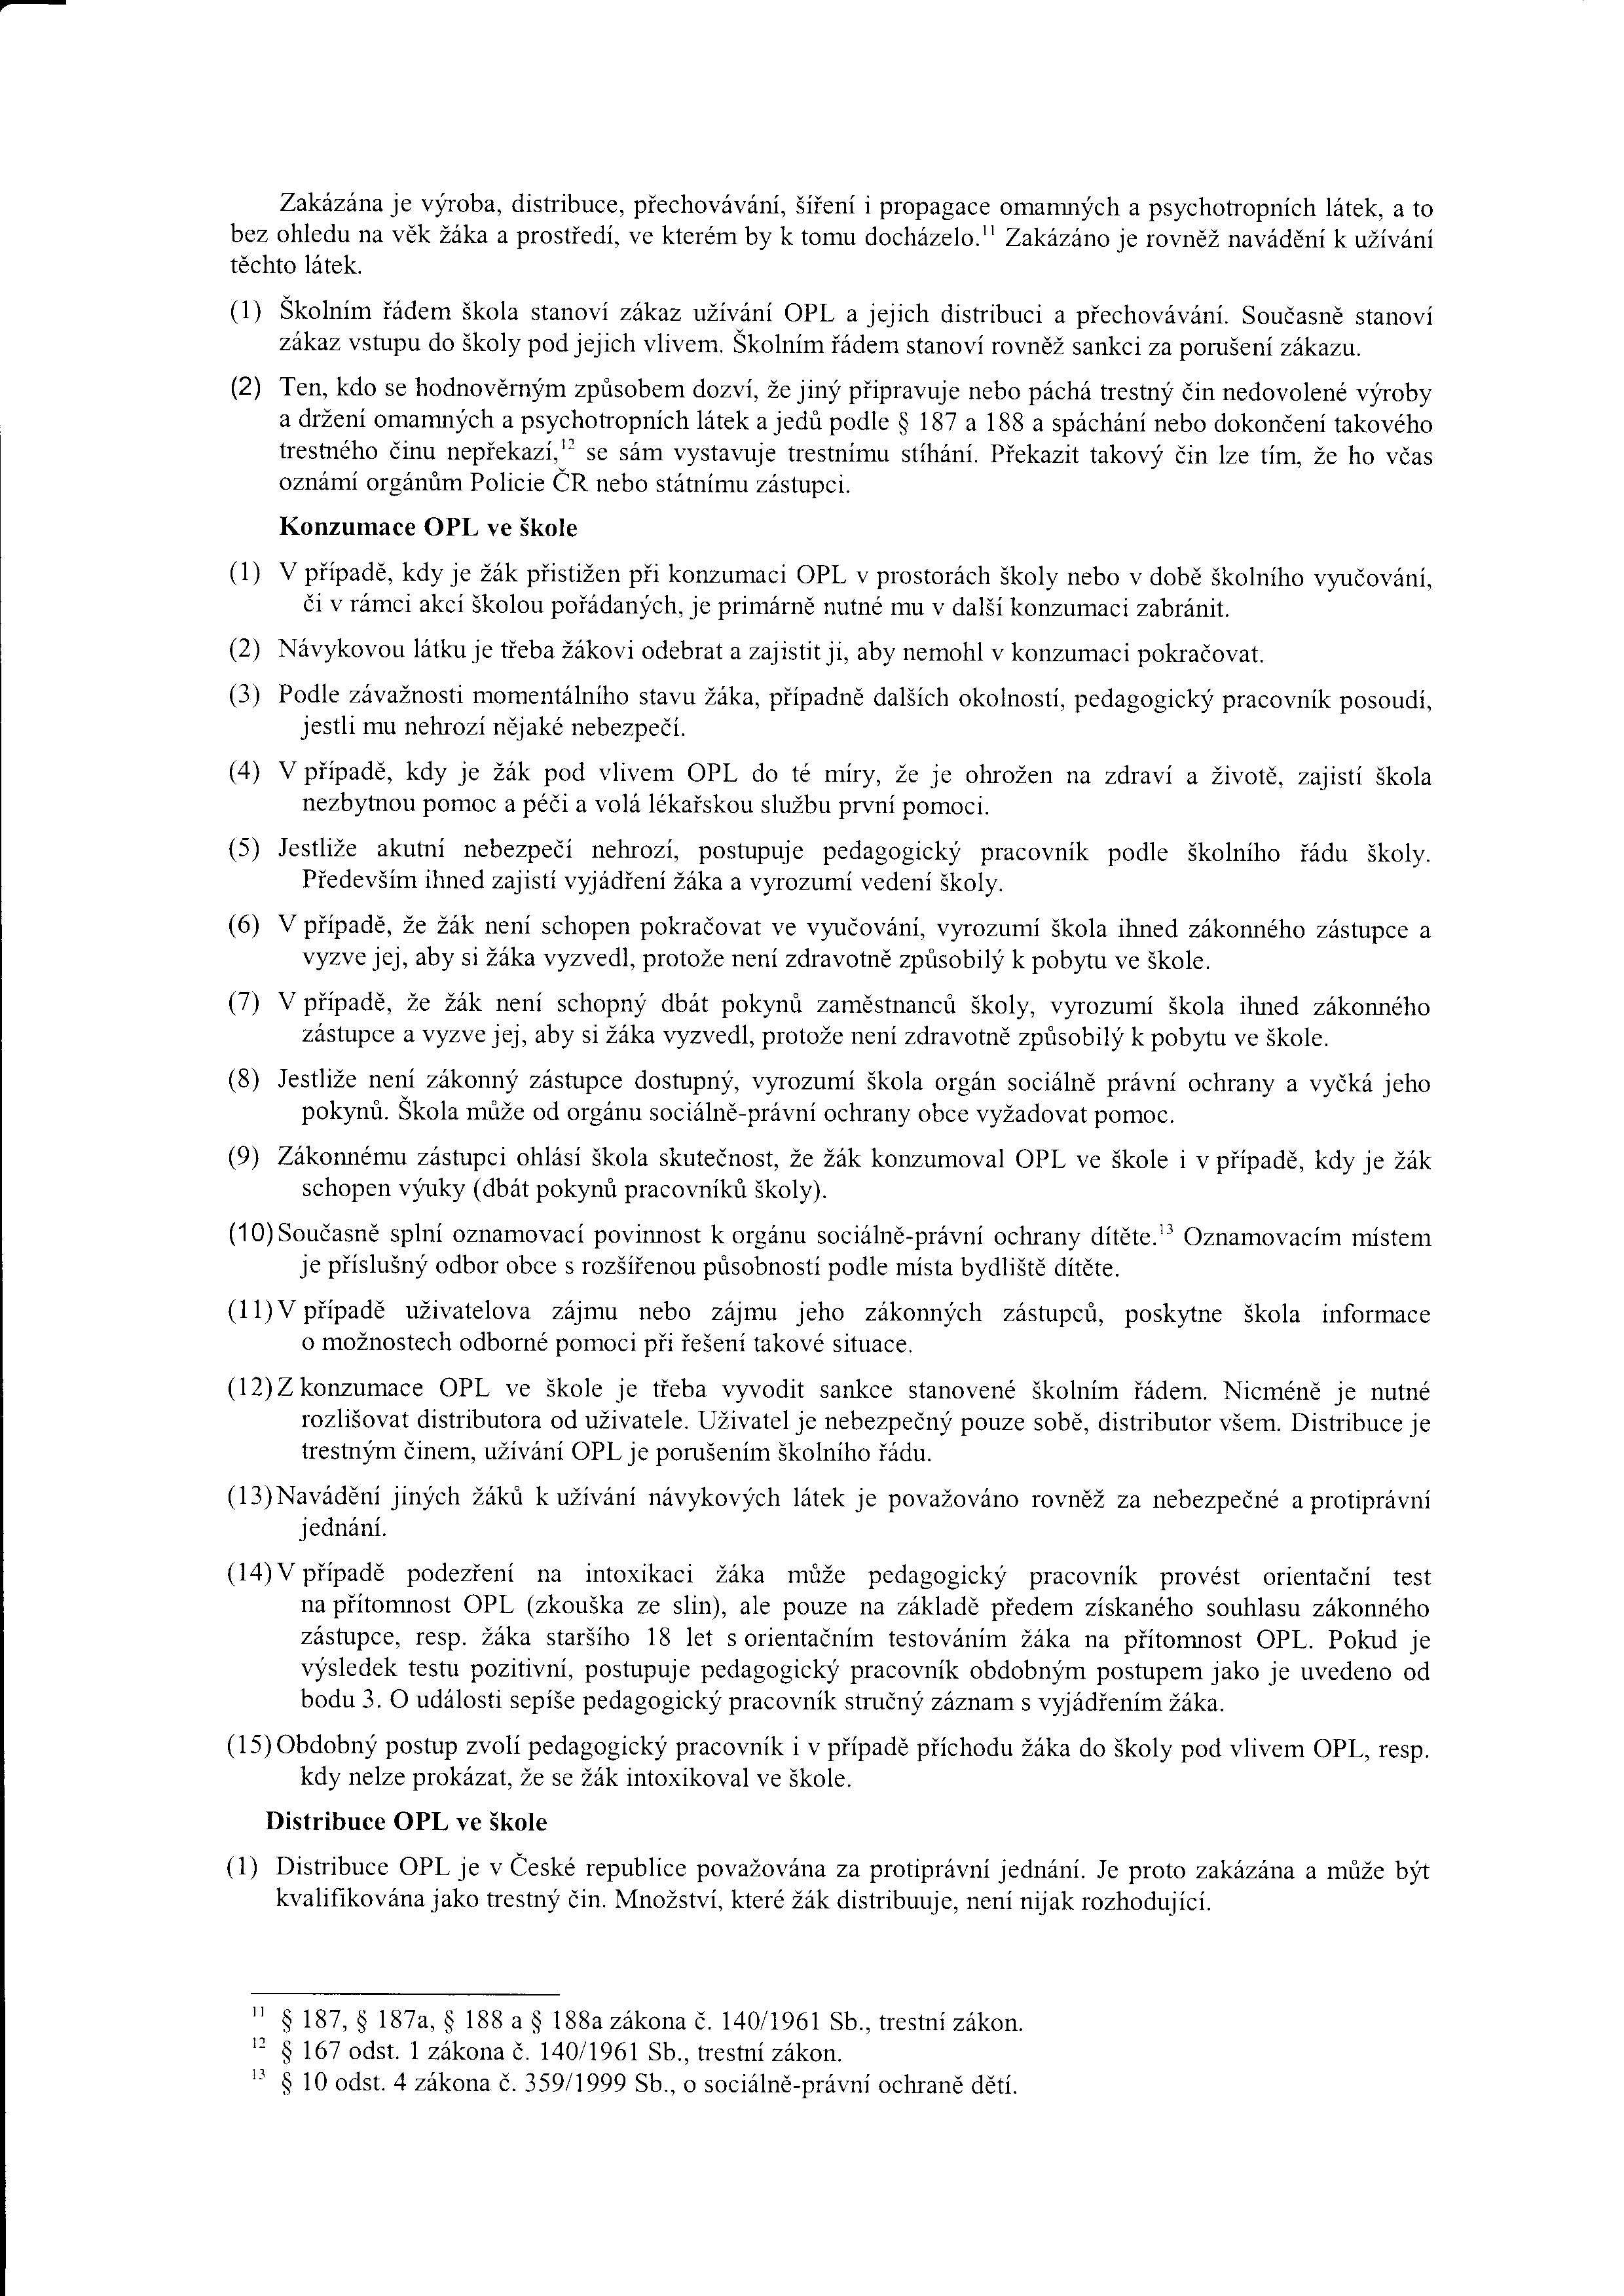 Zakázána je výroba, distribuce, přechovávání, šíření i propagace omamných a psychotropních látek, a to
bez ohledu na věk žáka a prostředí, ve kterém by k tomu docházelo.11 Zakázáno je rovněž navádění k užívání
těchto látek.
(1) Školním řádem škola stanoví zákaz užívání OPL a jejich distribuci a přechovávání. Současně stanoví
zákaz vstupu do školy pod jejich vlivem. Školním řádem stanoví rovněž sankci za porušení zákazu.
(2) Ten, kdo se hodnověrným způsobem dozví, že jiný připravuje nebo páchá trestný čin nedovolené výroby
a držení omamných a psychotropních látek a jedů podle § 187 a 188 a spáchání nebo dokončení takového
trestného činu nepřekazí,12 se sám vystavuje trestnímu stíhání. Překazit takový čin lze tím, že ho včas
oznámí orgánům Policie ČR nebo státnímu zástupci.
Konzumace OPL ve škole
(1) V případě, kdy je žák přistižen při konzumaci OPL v prostorách školy nebo v době školního vyučování,
či v rámci akcí školou pořádaných, je primárně nutné mu v další konzumaci zabránit.
(2) Návykovou látku je třeba žákovi odebrat a zajistit ji, aby nemohl v konzumaci pokračovat.
(3) Podle závažnosti momentálního stavu žáka, případně dalších okolností, pedagogický pracovník posoudí,
jestli mu nehrozí nějaké nebezpečí.
(4) V případě, kdy je žák pod vlivem OPL do té míry, že je ohrožen na zdraví a životě, zajistí škola
nezbytnou pomoc a péči a volá lékařskou službu první pomoci.
(5) Jestliže akutní nebezpečí nehrozí, postupuje pedagogický pracovník podle školního řádu školy.
Především ihned zajistí vyjádření žáka a vyrozumí vedení školy.
(6) V případě, že žák není schopen pokračovat ve vyučování, vyrozumí škola ihned zákonného zástupce a
vyzve jej, aby si žáka vyzvedl, protože není zdravotně způsobilý k pobytu ve škole.
(7) V případě, že žák není schopný dbát pokynů zaměstnanců školy, vyrozumí škola ihned zákonného
zástupce a vyzve jej, aby si žáka vyzvedl, protože není zdravotně způsobilý k pobytu ve škole.
(8) Jestliže není zákonný zástupce dostupný, vyrozumí škola orgán sociálně právní ochrany a vyčká jeho
pokynů. Škola může od orgánu sociálně-právní ochrany obce vyžadovat pomoc.
(9) Zákonnému zástupci ohlásí škola skutečnost, že žák konzumoval OPL ve škole i v případě, kdy je žák
schopen výuky (dbát pokynů pracovníků školy).
(10) Současně splní oznamovací povinnost k orgánu sociálně-právní ochrany dítěte.13 Oznamovacím místem
je příslušný odbor obce s rozšířenou působností podle místa bydliště dítěte.
(11) V případě uživatelova zájmu nebo zájmu jeho zákonných zástupců, poskytne škola informace
o možnostech odborné pomoci při řešení takové situace.
(12) Z konzumace OPL ve škole je třeba vyvodit sankce stanovené školním řádem. Nicméně je nutné
rozlišovat distributora od uživatele. Uživatel je nebezpečný pouze sobě, distributor všem. Distribuce je
trestným činem, užívání OPL je porušením školního řádu.
(13) Navádění jiných žáků k užívání návykových látek je považováno rovněž za nebezpečné a protiprávní
jednání.
(14) V případě podezření na intoxikaci žáka může pedagogický pracovník provést orientační test
na přítomnost OPL (zkouška ze slin), ale pouze na základě předem získaného souhlasu zákonného
zástupce, resp. žáka staršího 18 let s orientačním testováním žáka na přítomnost OPL. Pokud je
výsledek testu pozitivní, postupuje pedagogický pracovník obdobným postupem jako je uvedeno od
bodu 3. O události sepíše pedagogický pracovník stručný záznam s vyjádřením žáka.
(15) Obdobný postup zvolí pedagogický pracovník i v případě příchodu žáka do školy pod vlivem OPL, resp.
kdy nelze prokázat, že se žák intoxikoval ve škole.
Distribuce OPL ve škole
(1) Distribuce OPL je v České republice považována za protiprávní jednání. Je proto zakázána a může být
kvalifikována jako trestný čin. Množství, které žák distribuuje, není nijak rozhodující.
11 § 187, § 187a, § 188 a § 188a zákona č. 140/1961 Sb., trestní zákon.
12 § 167 odst. 1 zákona č. 140/1961 Sb., trestní zákon.
13 § 10 odst. 4 zákona č. 359/1999 Sb., o sociálně-právní ochraně dětí.